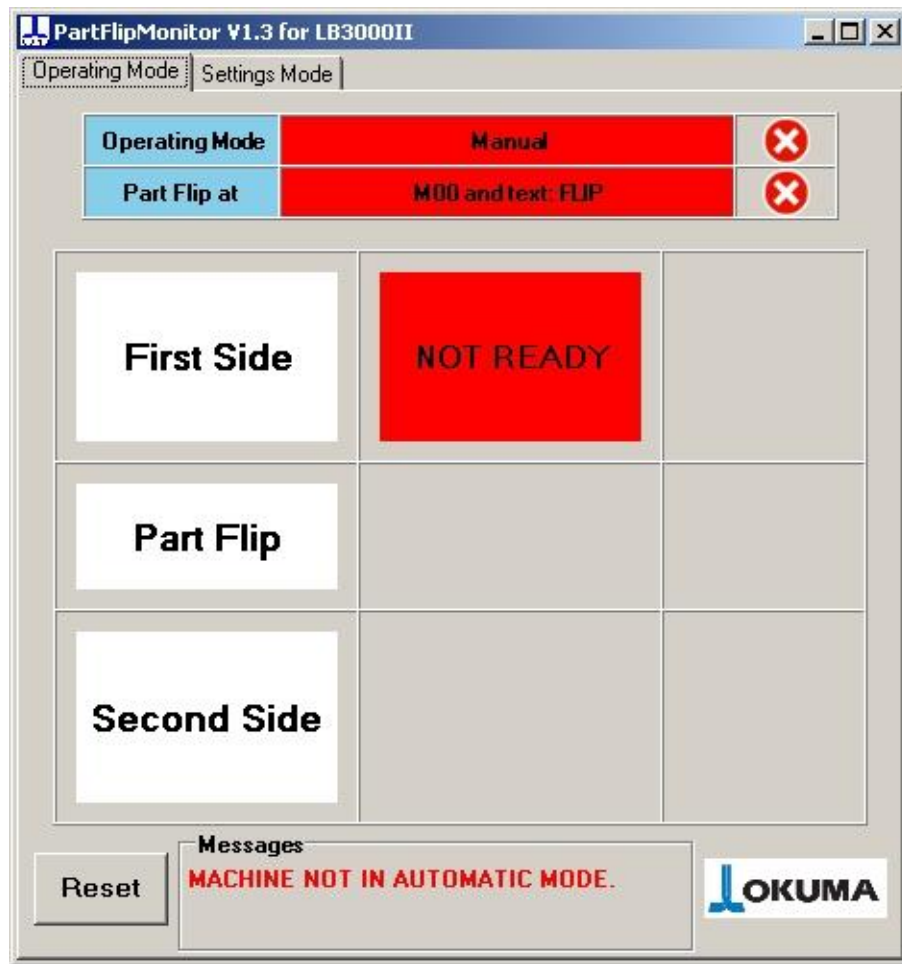 PartFlipMonitor V1.3 for LB3000II
Operating Mode Settings Mode
Operating Mode Manual
Part Flip at M00 and text: FLIP
First Side NOT READY
Part Flip
Second Side
Messages
MACHINE NOT IN AUTOMATIC MODE.
Reset
OKUMA